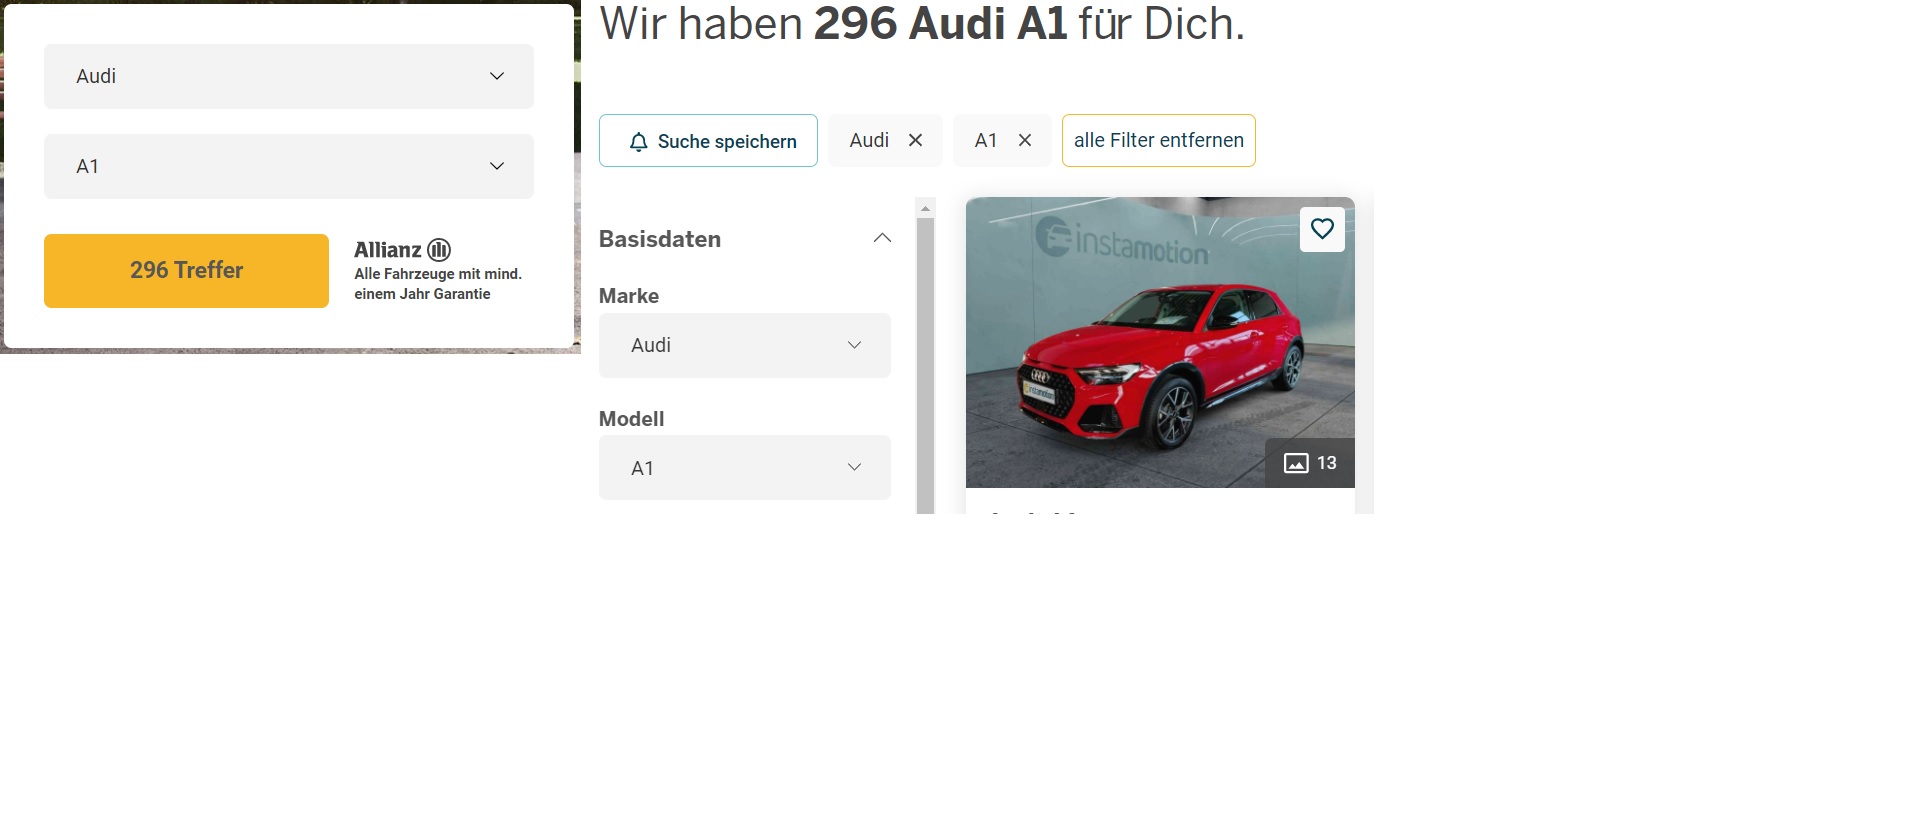 Audi
A1
296 Treffer
Allianz
Alle Fahrzeuge mit mind.
einem Jahr Garantie
Wir haben 296 Audi A1 für Dich.
Suche speichern
Audi
A1
alle Filter entfernen
Basisdaten
Marke
Audi
Modell
A1
instamotion
instamotion
13